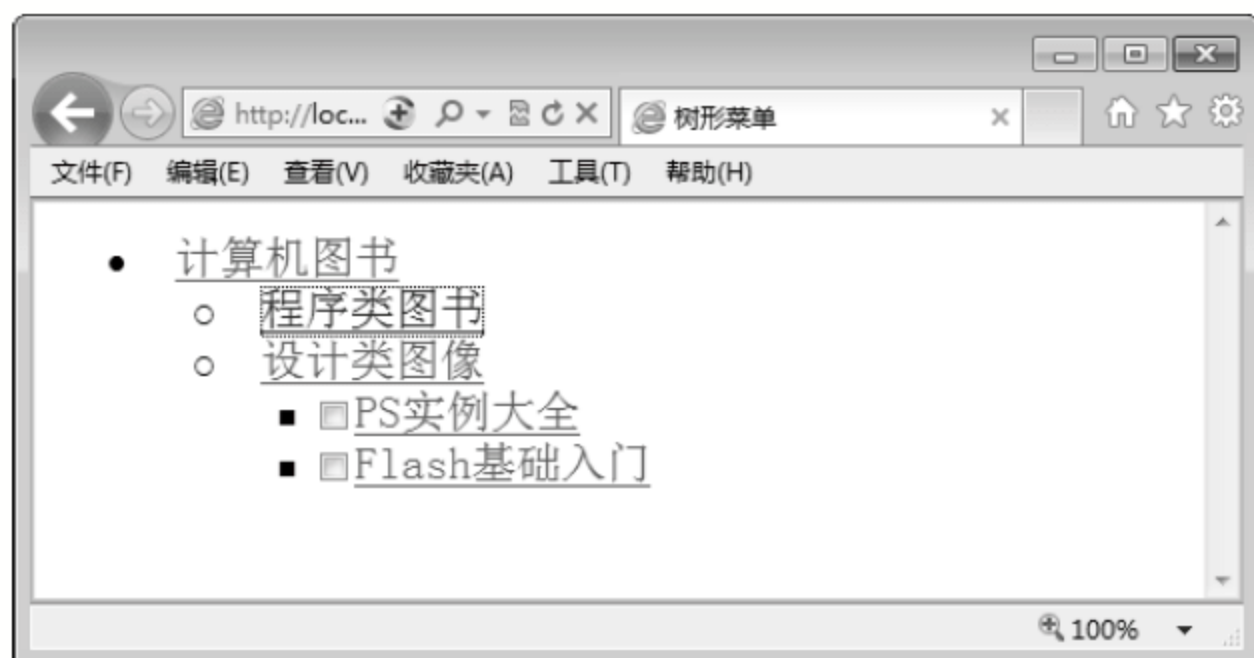 http://loc...
树形菜单
文件(F) 编辑(E) 查看(V) 收藏夹(A) 工具(T) 帮助(H)
计算机图书
程序类图书
设计类图像
PS实例大全
Flash基础入门
100%